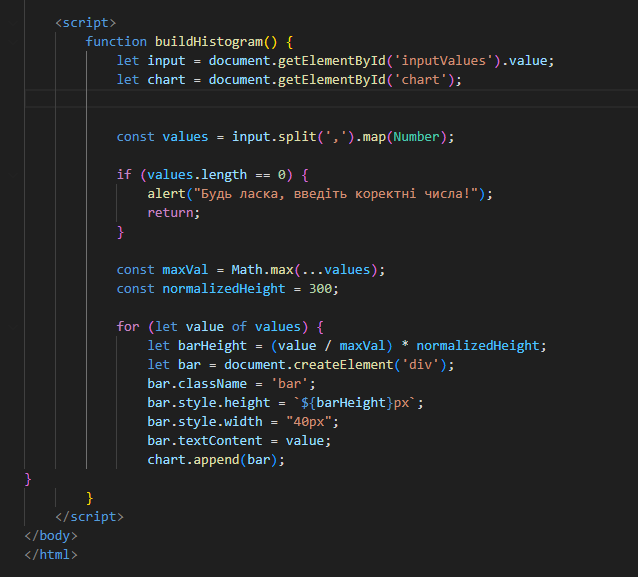 <script>
function buildHistogram() {
let input = document.getElementById('inputValues').value;
let chart = document.getElementById('chart');
const values = input.split(',').map(Number);
if (values.length == 0) {
alert("Будь ласка, введіть коректні числа!");
return;
}
const maxVal = Math.max(...values);
const normalizedHeight = 300;
for (let value of values) {
let barHeight = (value / maxVal) * normalizedHeight;
let bar = document.createElement('div');
bar.className = 'bar';
bar.style.height = `${barHeight}px`;
bar.style.width = "40px";
bar.textContent = value;
chart.append(bar);
}
}
</script>
</body>
</html>